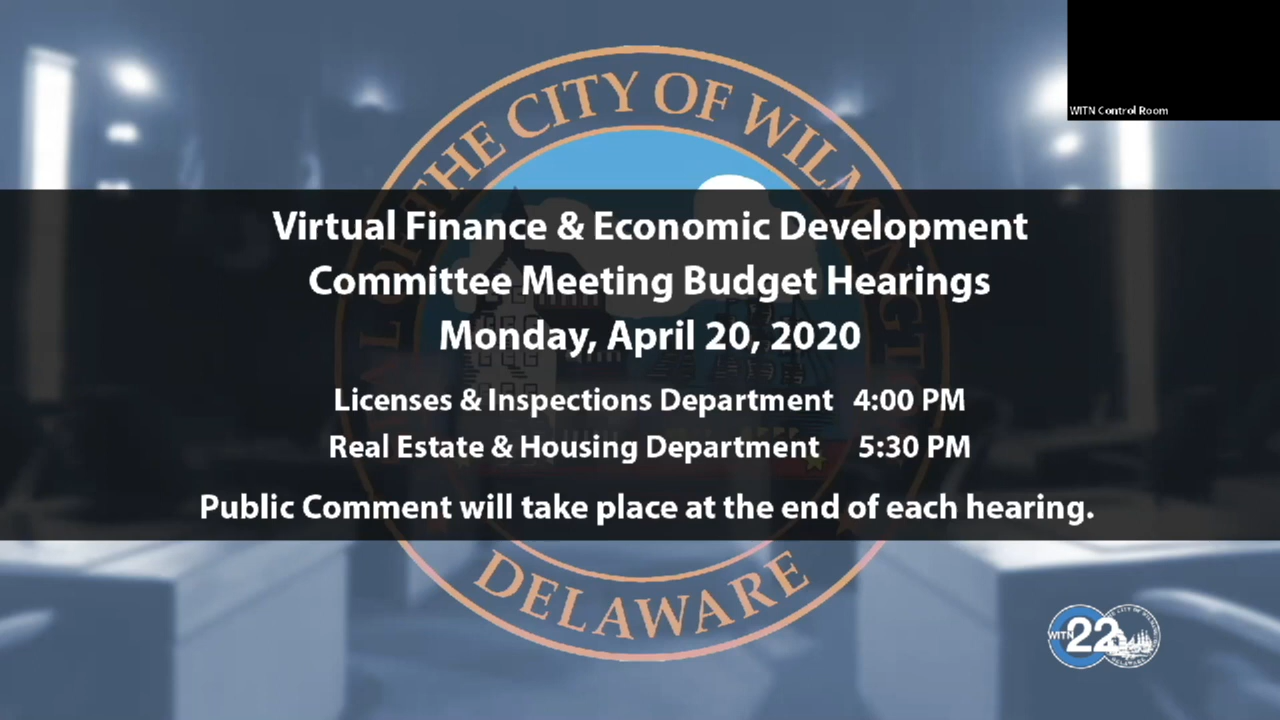 WITN Control Room
OF THE CITY OF WILMINGT
Virtual Finance & Economic Development
Committee Meeting Budget Hearings
Monday, April 20, 2020
Licenses & Inspections Department 4:00 PM
Real Estate & Housing Department 5:30 PM
Public Comment will take place at the end of each hearing.
DELAWARE
WITN 22